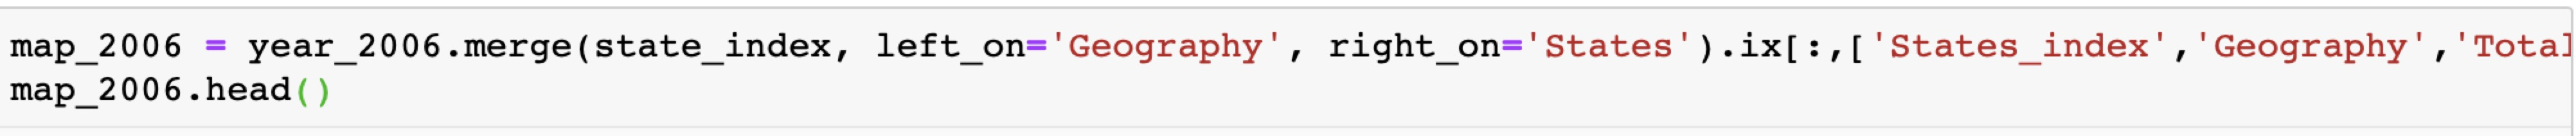 map_2006 = year_2006.merge(state_index, left_on='Geography', right_on='States').ix[:,['States_index','Geography','Total
map_2006.head()